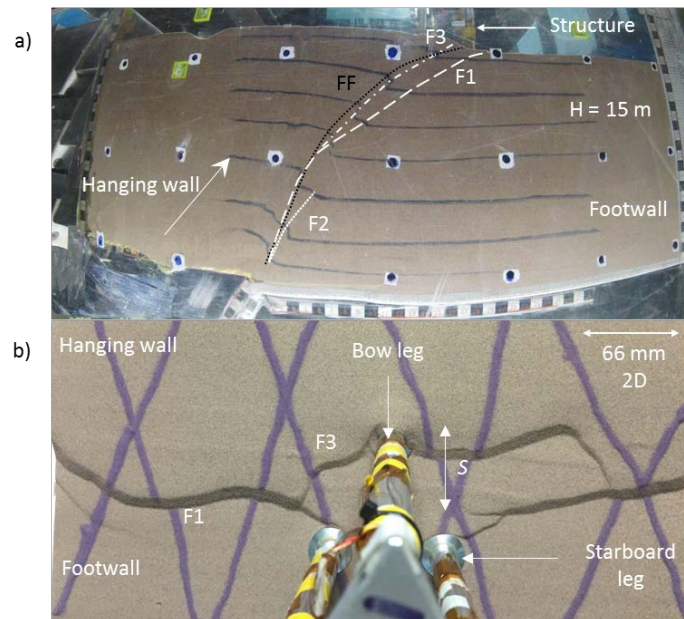 a)
F3
Structure
FF
F1
H = 15 m
Hanging wall
F2
Footwall
b)
Hanging wall
Bow leg
66 mm
2D
F3
S
F1
Footwall
Starboard
leg